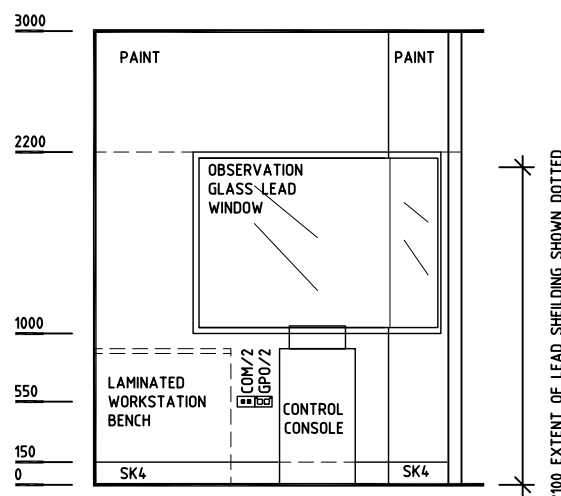 3000
PAINT
PAINT
2200
OBSERVATION
GLASS LEAD
WINDOW
1000
COM/2
GPO/2
LAMINATED
WORKSTATION
BENCH
550
CONTROL
CONSOLE
150
0
SK4
SK4
2100 EXTENT OF LEAD SHEILDING SHOWN DOTTED